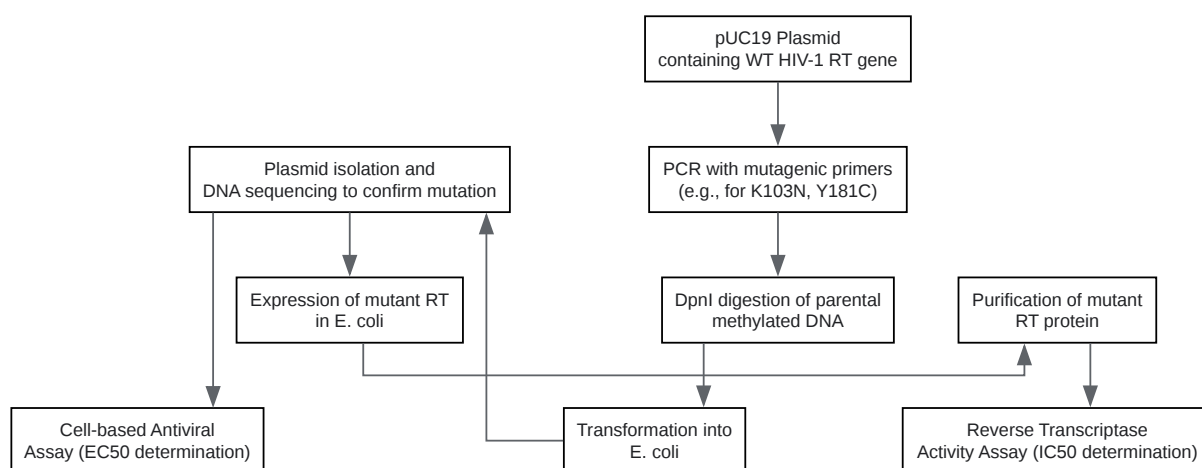 pUC19 Plasmid
containing WT HIV-1 RT gene
PCR with mutagenic primers
(e.g., for K103N, Y181C)
DpnI digestion of parental
methylated DNA
Transformation into
E. coli
Plasmid isolation and
DNA sequencing to confirm mutation
Expression of mutant RT
in E. coli
Purification of mutant
RT protein
Reverse Transcriptase
Activity Assay (IC50 determination)
Cell-based Antiviral
Assay (EC50 determination)